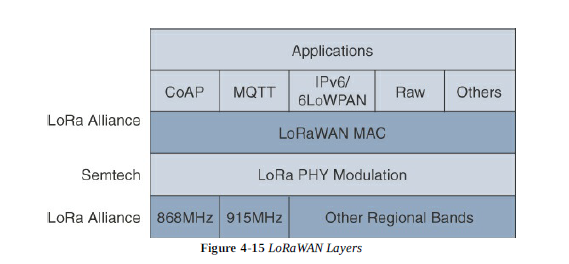 Applications
CoAP MQTT IPv6/ 6LoWPAN Raw Others
LoRa Alliance
LoRaWAN MAC
Semtech LoRa PHY Modulation
LoRa Alliance 868MHz 915MHz Other Regional Bands
Figure 4-15 LoRaWAN Layers